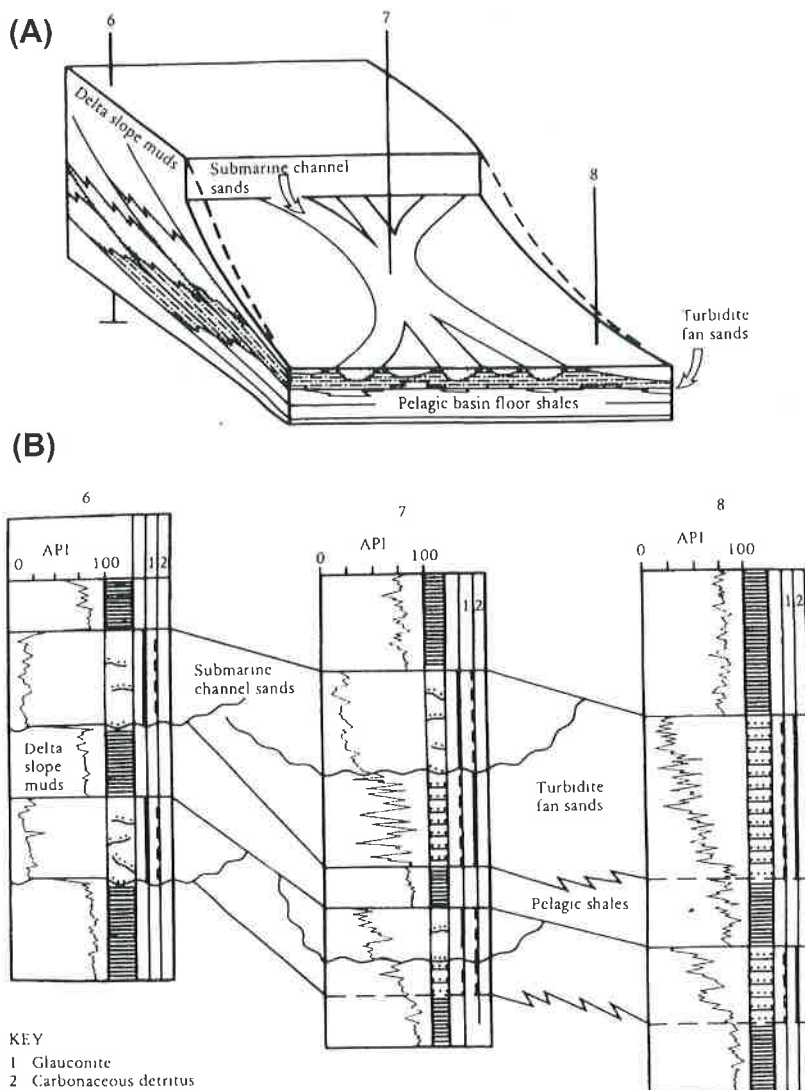 (A)
6
7
Delta slope muds
Submarine channel
sands
8
Turbidite
fan sands
Pelagic basin floor shales
(B)
6
7
8
API
0
100
1
2
API
0
100
1
2
API
0
100
1
2
Submarine
channel sands
Delta
slope
muds
Turbidite
fan sands
Pelagic shales
KEY
1 Glauconite
2 Carbonaceous detritus